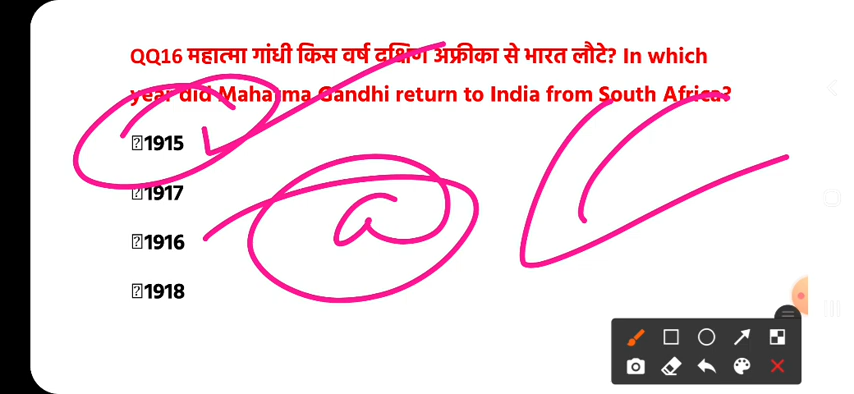 QQ16 महात्मा गांधी किस वर्ष दक्षिण अफ्रीका से भारत लौटे? In which
year did Mahatma Gandhi return to India from South Africa?
1915
1917
a
1916
1918